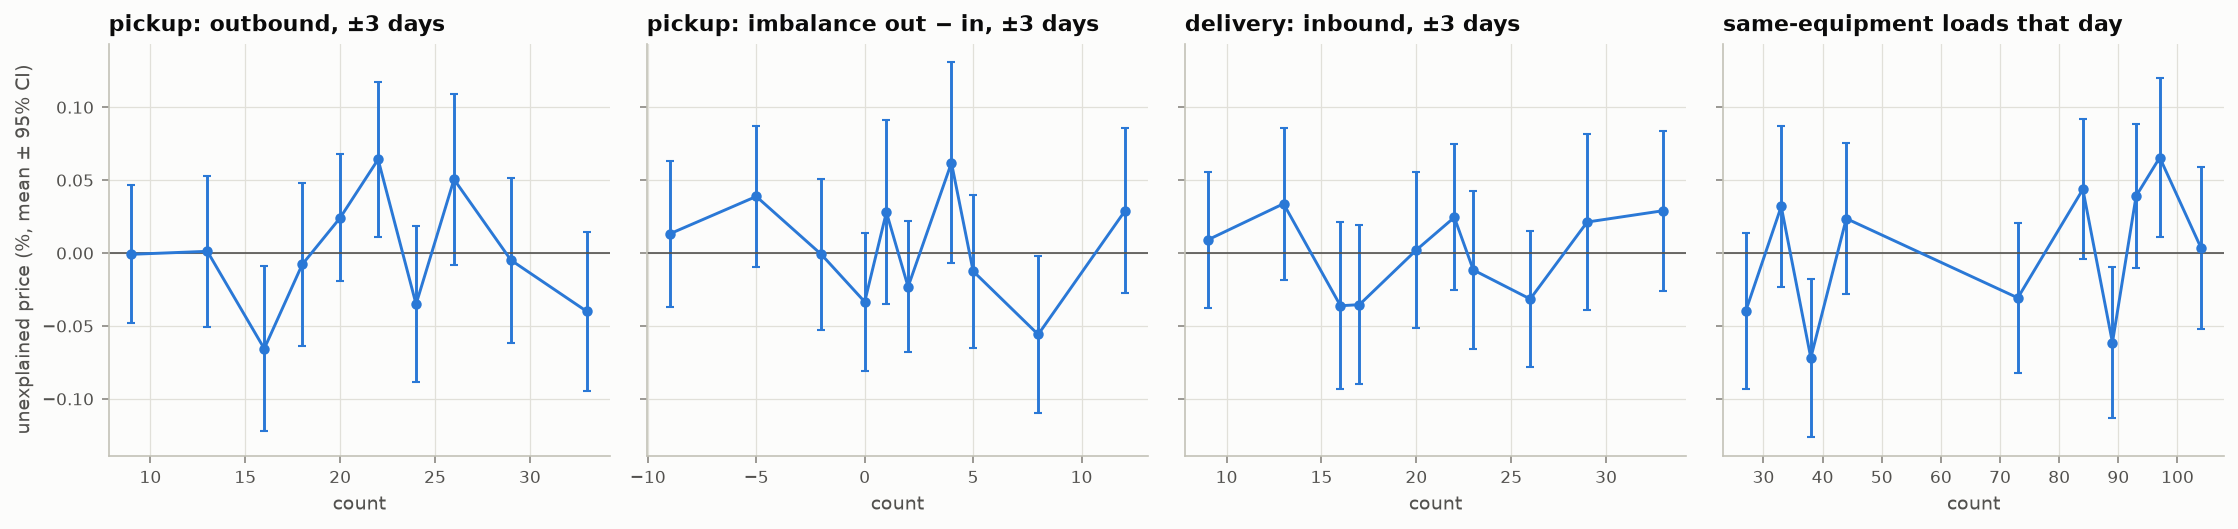 pickup: outbound, ±3 days
pickup: imbalance out − in, ±3 days
delivery: inbound, ±3 days
same-equipment loads that day
unexplained price (%, mean ± 95% CI)
0.10
0.05
0.00
−0.05
−0.10
10 15 20 25 30
−10 −5 0 5 10
10 15 20 25 30
30 40 50 60 70 80 90 100
count
count
count
count